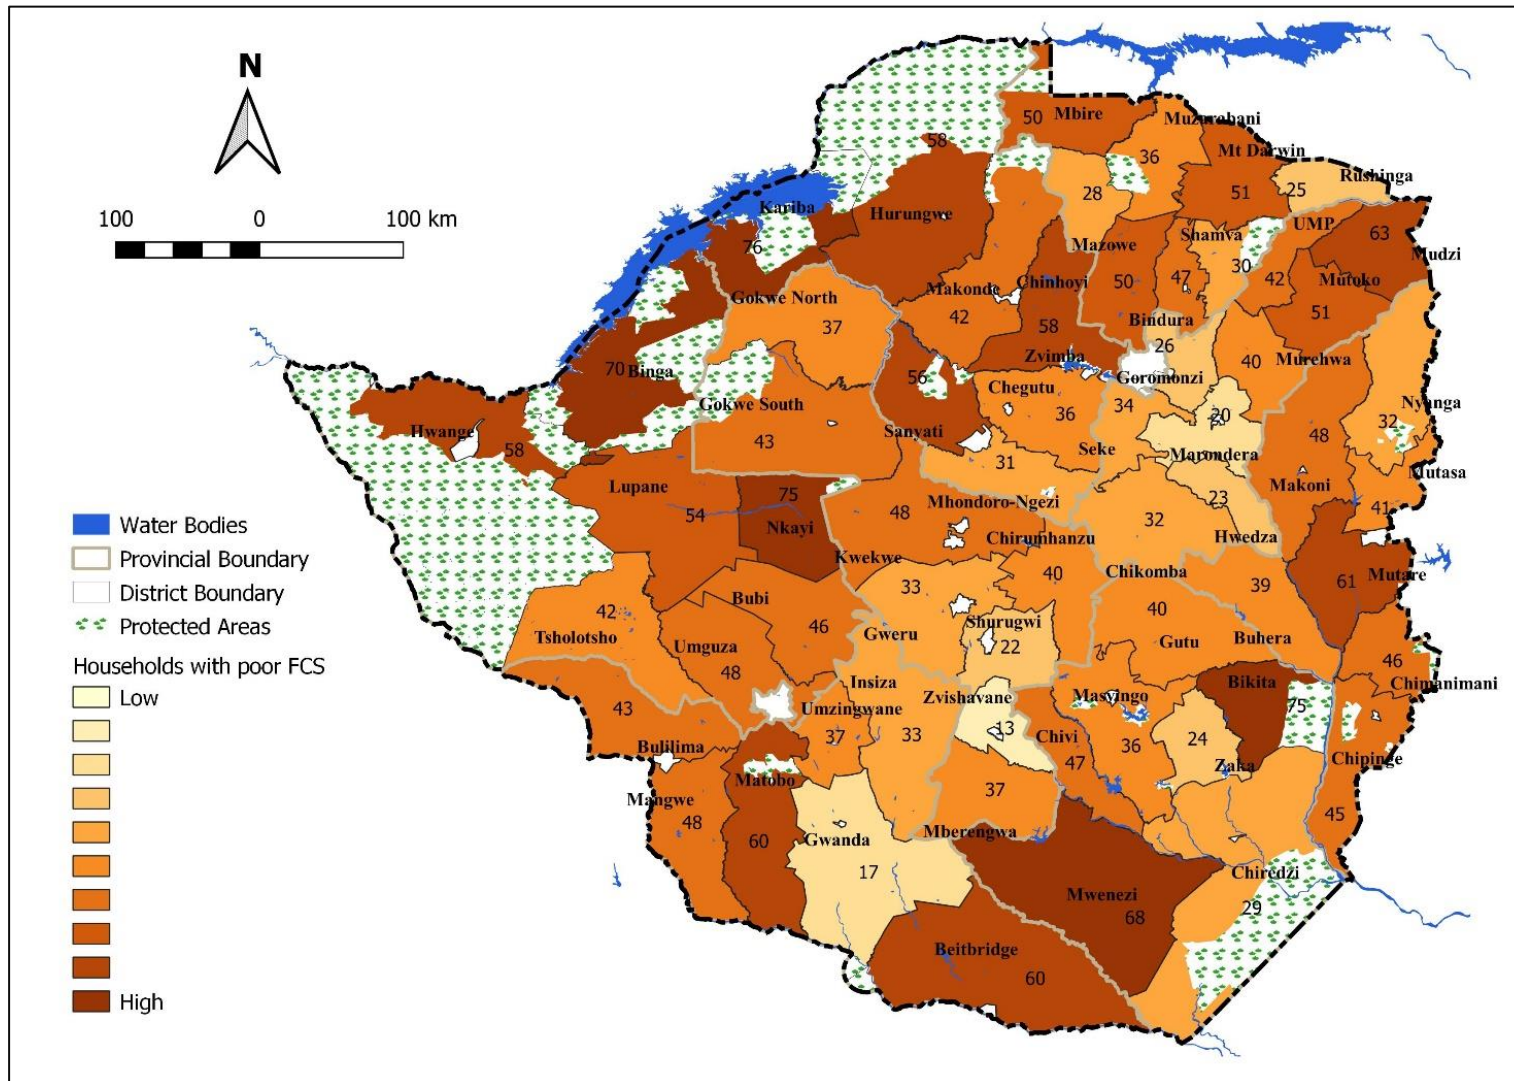 N
100 0 100 km
50 Mbire
Muzarabani
36
Mt Darwin
58
28
51
25
Rushinga
Kariba
Hurungwe
UMP
76
Mazowe
Shamva
63
Mudzi
30
Gokwe North
Makonde
Chinhoyi
50
47
42
Mutoko
37
42
58
Bindura
51
26
Zvimba
40
Murehwa
70
Binga
56
Chegutu
Goromonzi
Gokwe South
36
34
20
Nyanga
32
Hwange
43
Sanyati
48
58
31
Seke
Marondera
Mutasa
Lupane
75
Mhondoro-Ngezi
23
Makoni
54
Nkayi
48
32
41
Chirumhanzu
Hwedza
Kwekwe
40
Chikomba
39
61
Mutare
33
Bubi
42
40
Tsholotsho
Umguza
46
Gweru
Shurugwi
Gutu
Buhera
48
22
46
Insiza
Bikita
Chimanimani
43
Umzingwane
Zvishavane
Masvingo
75
37
33
13
Chivi
36
24
Bulilima
47
Zaka
Chipinge
Matobo
Mangwe
37
48
45
60
Gwanda
Mberengwa
17
Chiredzi
Mwenezi
68
29
Beitbridge
60
Water Bodies
Provincial Boundary
District Boundary
Protected Areas
Households with poor FCS
Low
High